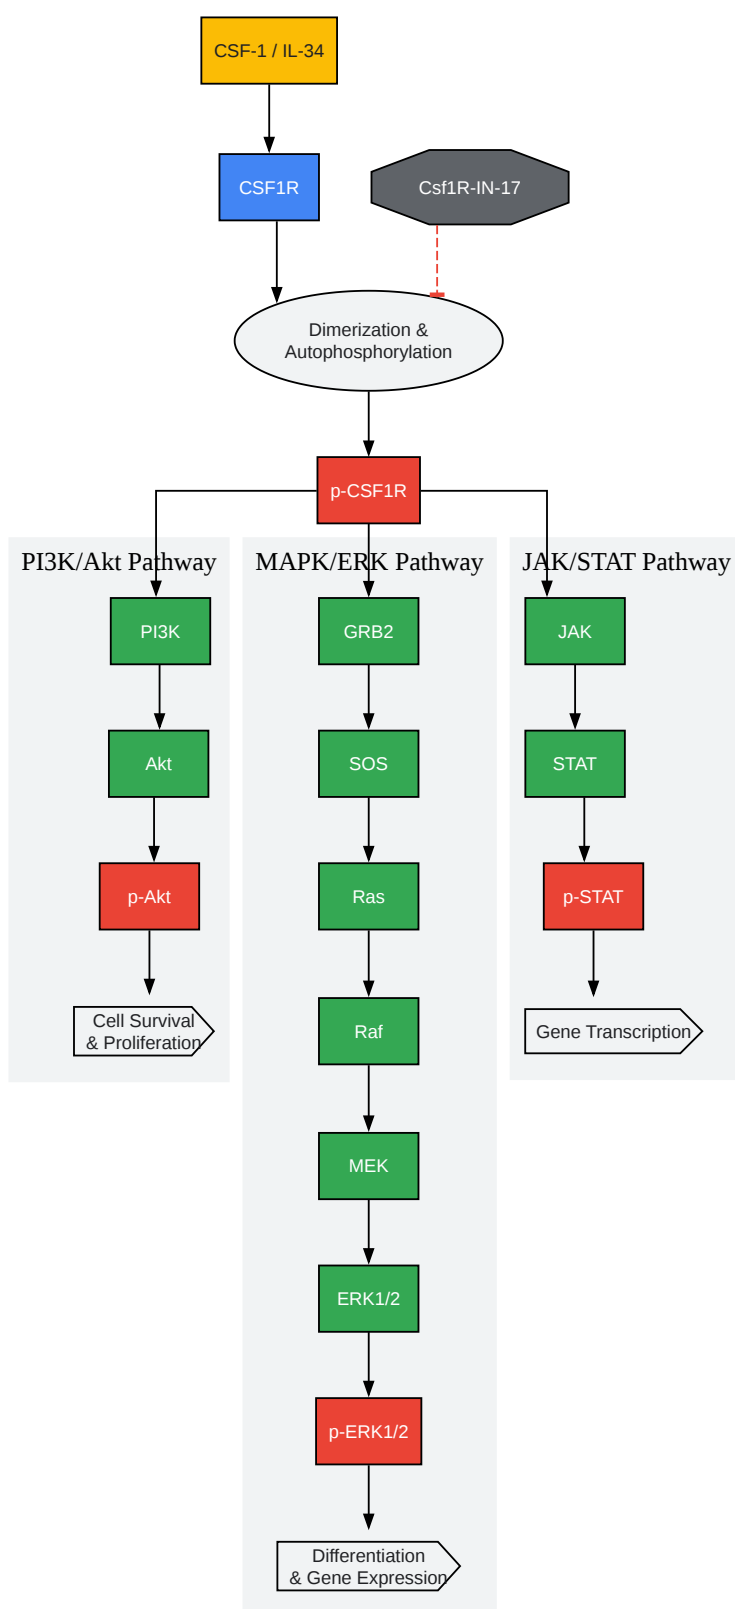 CSF-1 / IL-34
CSF1R
Csf1R-IN-17
Dimerization &
Autophosphorylation
p-CSF1R
PI3K/Akt Pathway
PI3K
Akt
p-Akt
Cell Survival
& Proliferation
MAPK/ERK Pathway
GRB2
SOS
Ras
Raf
MEK
ERK1/2
p-ERK1/2
Differentiation
& Gene Expression
JAK/STAT Pathway
JAK
STAT
p-STAT
Gene Transcription